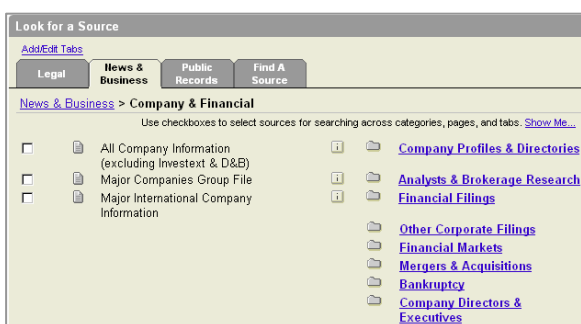 Look for a Source
Add/Edit Tabs
Legal
News &
Business
Public
Records
Find A
Source
News & Business > Company & Financial
Use checkboxes to select sources for searching across categories, pages, and tabs. Show Me...
All Company Information
(excluding Investext & D&B)
Major Companies Group File
Major International Company
Information
Company Profiles & Directories
Analysts & Brokerage Research
Financial Filings
Other Corporate Filings
Financial Markets
Mergers & Acquisitions
Bankruptcy
Company Directors &
Executives